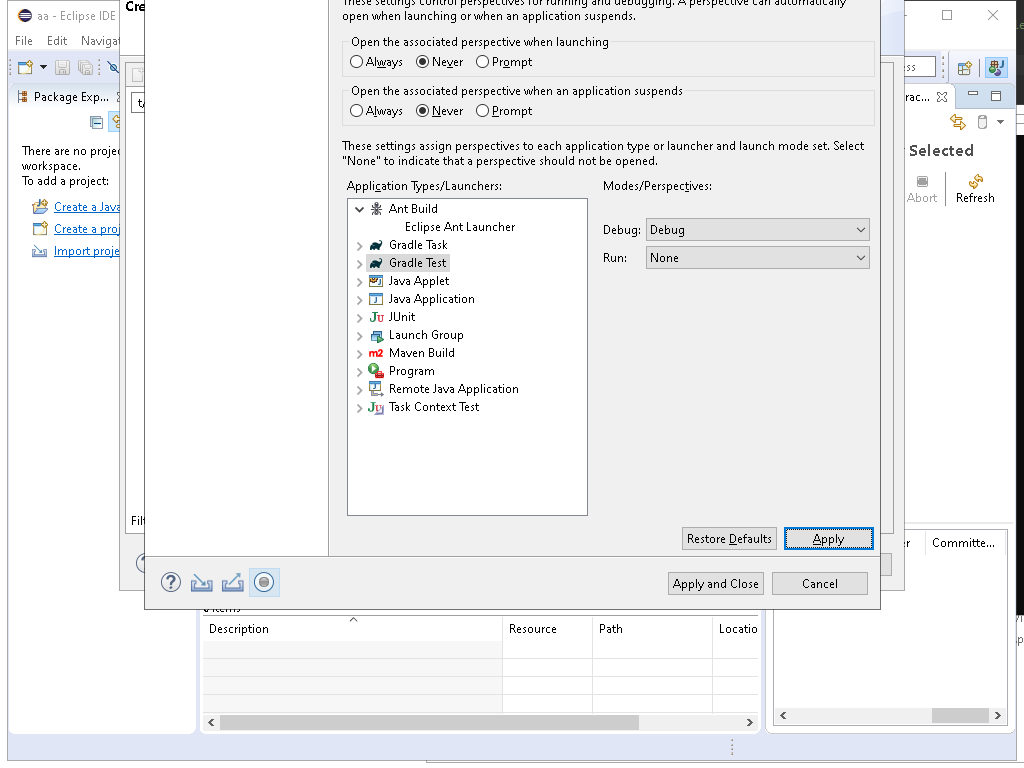 aa - Eclipse IDE
Cre
These settings control perspectives for running and debugging. A perspective can automatically
open when launching or when an application suspends.
File Edit Navigat
Open the associated perspective when launching
Always Never Prompt
Open the associated perspective when an application suspends
Always Never Prompt
Package Exp...
rac...
ss
These settings assign perspectives to each application type or launcher and launch mode set. Select
"None" to indicate that a perspective should not be opened.
There are no proje
workspace.
To add a project:
Create a Java
Create a proj
Import proje
Selected
Abort Refresh
Application Types/Launchers: Modes/Perspectives:
Ant Build
Eclipse Ant Launcher
Gradle Task
Gradle Test
Java Applet
Java Application
JUnit
Launch Group
Maven Build
Program
Remote Java Application
Task Context Test
Debug: Debug
Run: None
Filt
Restore Defaults Apply
er Committe...
Apply and Close Cancel
Description Resource Path Locatio